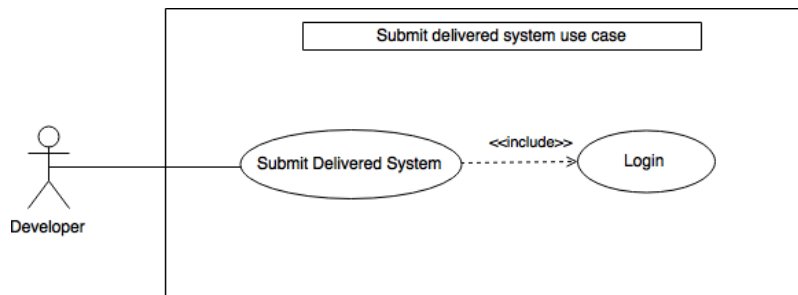 Submit delivered system use case
<<include>>
Submit Delivered System
Login
Developer